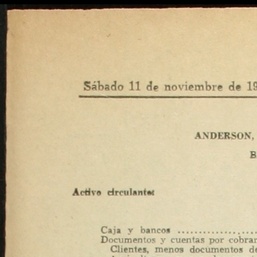 Sábado 11 de noviembre de 19
ANDERSON,
B
Activo circulante:
Caja y bancos ................
Documentos y cuentas por cobrar
Clientes, menos documentos de